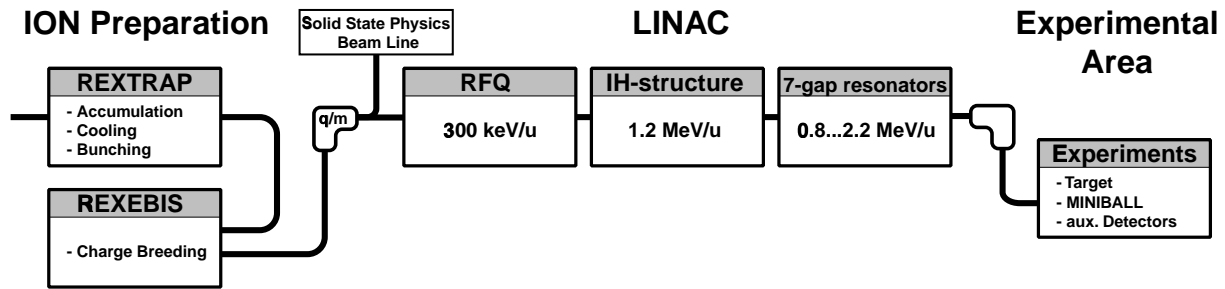 ION Preparation
Solid State Physics
Beam Line
LINAC
Experimental
Area
REXTRAP
- Accumulation
- Cooling
- Bunching
q/m
RFQ
300 keV/u
IH-structure
1.2 MeV/u
7-gap resonators
0.8...2.2 MeV/u
REXEBIS
- Charge Breeding
Experiments
- Target
- MINIBALL
- aux. Detectors